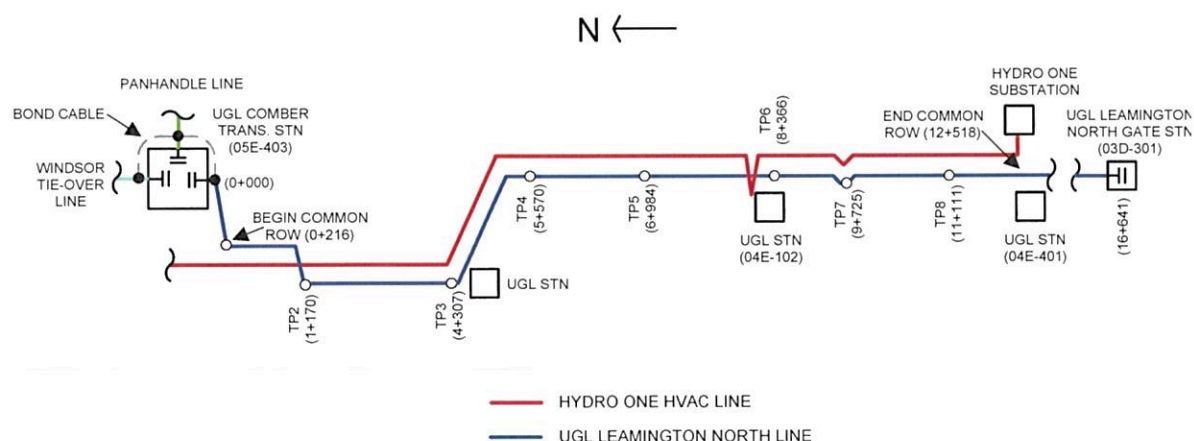 N
PANHANDLE LINE
BOND CABLE
UGL COMBER
TRANS. STN
(05E-403)
WINDSOR
TIE-OVER
LINE
(0+000)
BEGIN COMMON
ROW (0+216)
TP2
(1+170)
TP3
(4+307)
UGL STN
TP4
(5+570)
TP5
(6+984)
TP6
(8+366)
UGL STN
(04E-102)
TP7
(9+725)
TP8
(11+111)
END COMMON
ROW (12+518)
HYDRO ONE
SUBSTATION
UGL STN
(04E-401)
UGL LEAMINGTON
NORTH GATE STN
(03D-301)
(16+641)
HYDRO ONE HVAC LINE
UGL LEAMINGTON NORTH LINE